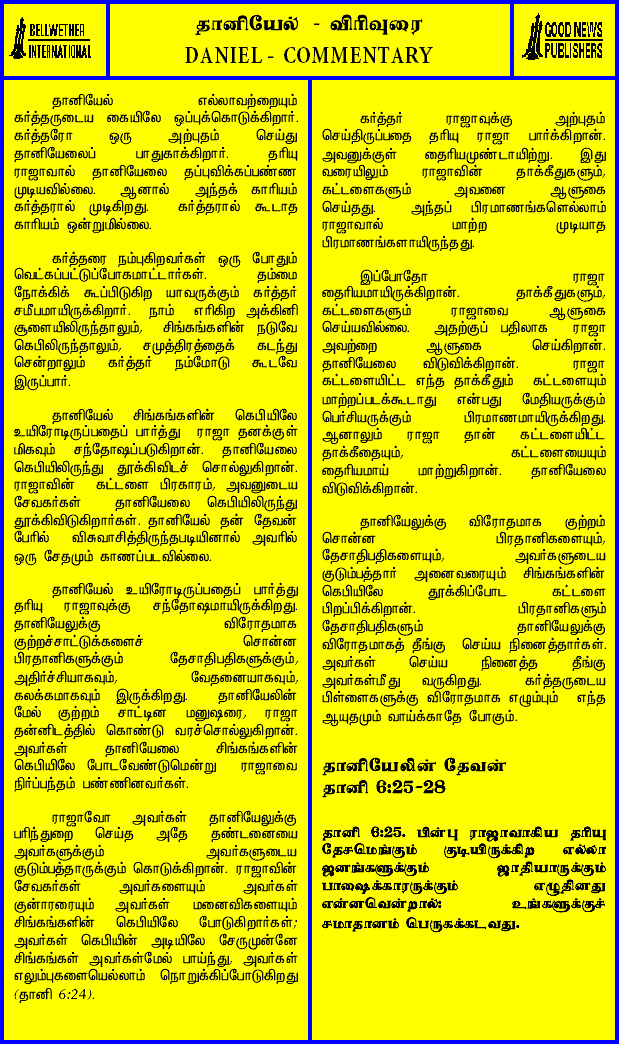 BELLWETHER
INTERNATIONAL
தானியேல் - விரிவுரை
DANIEL - COMMENTARY
GOOD NEWS
PUBLISHERS
தானியேல் எல்லாவற்றையும்
கர்த்தருடைய கையிலே ஒப்புக்கொடுக்கிறார்.
கர்த்தரோ ஒரு அற்புதம் செய்து
தானியேலைப் பாதுகாக்கிறார். தரியு
ராஜாவால் தானியேலை தப்புவிக்கப்பண்ண
முடியவில்லை. ஆனால் அந்தக் காரியம்
கர்த்தரால் முடிகிறது. கர்த்தரால் கூடாத
காரியம் ஒன்றுமில்லை.
கர்த்தரை நம்புகிறவர்கள் ஒரு போதும்
வெட்கப்பட்டுப்போகமாட்டார்கள். தம்மை
நோக்கிக் கூப்பிடுகிற யாவருக்கும் கர்த்தர்
சமீபமாயிருக்கிறார். நாம் எரிகிற அக்கினி
சூளையிலிருந்தாலும், சிங்கங்களின் நடுவே
கெபியிலிருந்தாலும், சமுத்திரத்தைக் கடந்து
சென்றாலும் கர்த்தர் நம்மோடு கூடவே
இருப்பார்.
தானியேல் சிங்கங்களின் கெபியிலே
உயிரோடிருப்பதைப் பார்த்து ராஜா தனக்குள்
மிகவும் சந்தோஷப்படுகிறான். தானியேலை
கெபியிலிருந்து தூக்கிவிடச் சொல்லுகிறான்.
ராஜாவின் கட்டளை பிரகாரம், அவனுடைய
சேவகர்கள் தானியேலை கெபியிலிருந்து
தூக்கிவிடுகிறார்கள். தானியேல் தன் தேவன்
பேரில் விசுவாசித்திருந்தபடியினால் அவரில்
ஒரு சேதமும் காணப்படவில்லை.
தானியேல் உயிரோடிருப்பதைப் பார்த்து
தரியு ராஜாவுக்கு சந்தோஷமாயிருக்கிறது.
தானியேலுக்கு விரோதமாக
குற்றச்சாட்டுக்களைச் சொன்ன
பிரதானிகளுக்கும் தேசாதிபதிகளுக்கும்,
அதிர்ச்சியாகவும், வேதனையாகவும்,
கலக்கமாகவும் இருக்கிறது. தானியேலின்
மேல் குற்றம் சாட்டின மனுஷரை, ராஜா
தன்னிடத்தில் கொண்டு வரச்சொல்லுகிறான்.
அவர்கள் தானியேலை சிங்கங்களின்
கெபியிலே போடவேண்டுமென்று ராஜாவை
நிர்ப்பந்தம் பண்ணினவர்கள்.
ராஜாவோ அவர்கள் தானியேலுக்கு
பரிந்துறை செய்த அதே தண்டனையை
அவர்களுக்கும் அவர்களுடைய
குடும்பத்தாருக்கும் கொடுக்கிறான். ராஜாவின்
சேவகர்கள் அவர்களையும் அவர்கள்
குமாரரையும் அவர்கள் மனைவிகளையும்
சிங்கங்களின் கெபியிலே போடுகிறார்கள்;
அவர்கள் கெபியின் அடியிலே சேருமுன்னே
சிங்கங்கள் அவர்கள்மேல் பாய்ந்து, அவர்கள்
எலும்புகளையெல்லாம் நொறுக்கிப்போடுகிறது
(தானி 6:24).
கர்த்தர் ராஜாவுக்கு அற்புதம்
செய்திருப்பதை தரியு ராஜா பார்க்கிறான்.
அவனுக்குள் தைரியமுண்டாயிற்று. இது
வரையிலும் ராஜாவின் தாக்கீதுகளும்,
கட்டளைகளும் அவனை ஆளுகை
செய்தது. அந்தப் பிரமாணங்களெல்லாம்
ராஜாவால் மாற்ற முடியாத
பிரமாணங்களாயிருந்தது.
இப்போதோ ராஜா
தைரியமாயிருக்கிறான். தாக்கீதுகளும்,
கட்டளைகளும் ராஜாவை ஆளுகை
செய்யவில்லை. அதற்குப் பதிலாக ராஜா
அவற்றை ஆளுகை செய்கிறான்.
தானியேலை விடுவிக்கிறான். ராஜா
கட்டளையிட்ட எந்த தாக்கீதும் கட்டளையும்
மாற்றப்படக்கூடாது என்பது மேதியருக்கும்
பெர்சியருக்கும் பிரமாணமாயிருக்கிறது.
ஆனாலும் ராஜா தான் கட்டளையிட்ட
தாக்கீதையும், கட்டளையையும்
தைரியமாய் மாற்றுகிறான். தானியேலை
விடுவிக்கிறான்.
தானியேலுக்கு விரோதமாக குற்றம்
சொன்ன பிரதானிகளையும்,
தேசாதிபதிகளையும், அவர்களுடைய
குடும்பத்தார் அனைவரையும் சிங்கங்களின்
கெபியிலே தூக்கிப்போட கட்டளை
பிறப்பிக்கிறான். பிரதானிகளும்
தேசாதிபதிகளும் தானியேலுக்கு
விரோதமாகத் தீங்கு செய்ய நினைத்தார்கள்.
அவர்கள் செய்ய நினைத்த தீங்கு
அவர்கள்மீது வருகிறது. கர்த்தருடைய
பிள்ளைகளுக்கு விரோதமாக எழும்பும் எந்த
ஆயுதமும் வாய்க்காதே போகும்.
தானியேலின் தேவன்
தானி 6:25-28
தானி 6:25. பின்பு ராஜாவாகிய தரியு
தேசமெங்கும் குடியிருக்கிற எல்லா
ஜனங்களுக்கும் ஜாதியாருக்கும்
பாஷைக்காரருக்கும் எழுதினது
என்னவென்றால்: உங்களுக்குச்
சமாதானம் பெருகக்கடவது.